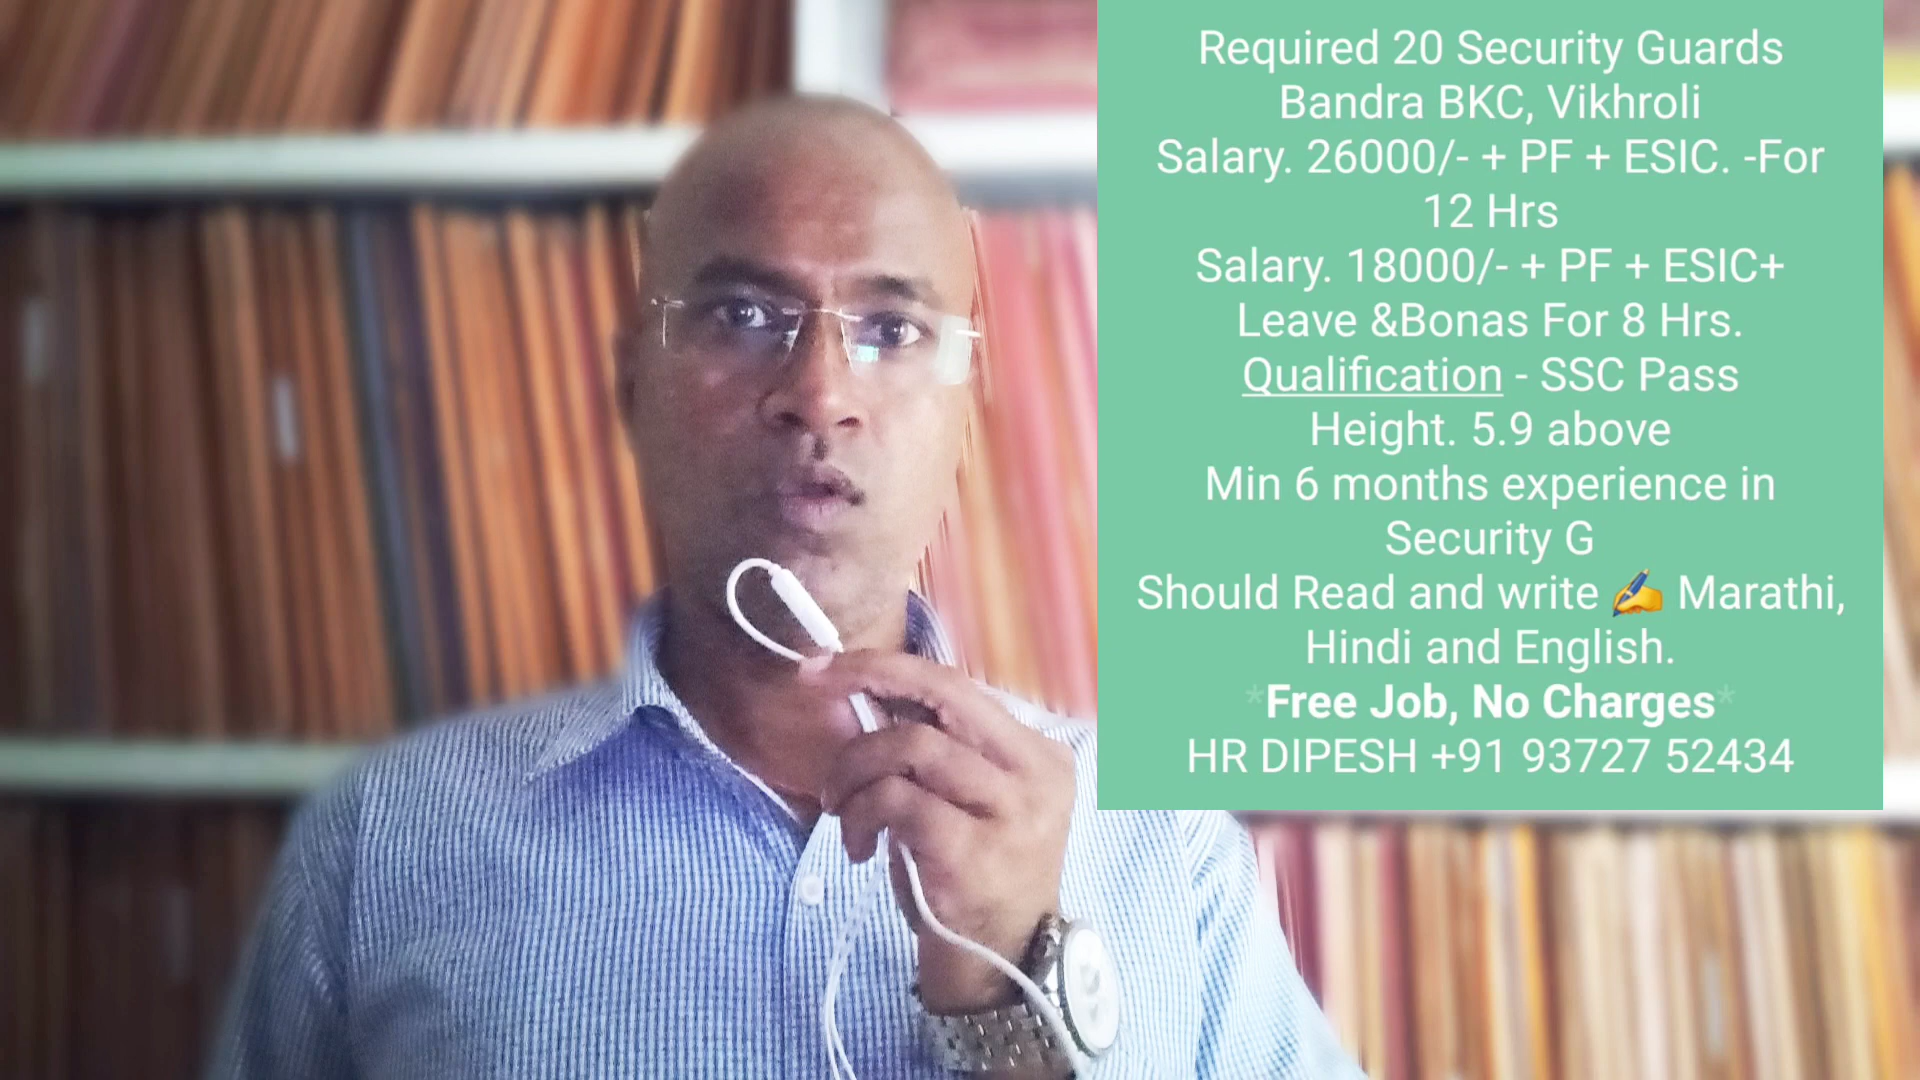 Required 20 Security Guards
Bandra BKC, Vikhroli
Salary. 26000/- + PF + ESIC. -For
12 Hrs
Salary. 18000/- + PF + ESIC+
Leave &Bonas For 8 Hrs.
Qualification - SSC Pass
Height. 5.9 above
Min 6 months experience in
Security G
Should Read and write ✍️ Marathi,
Hindi and English.
*Free Job, No Charges*
HR DIPESH +91 93727 52434